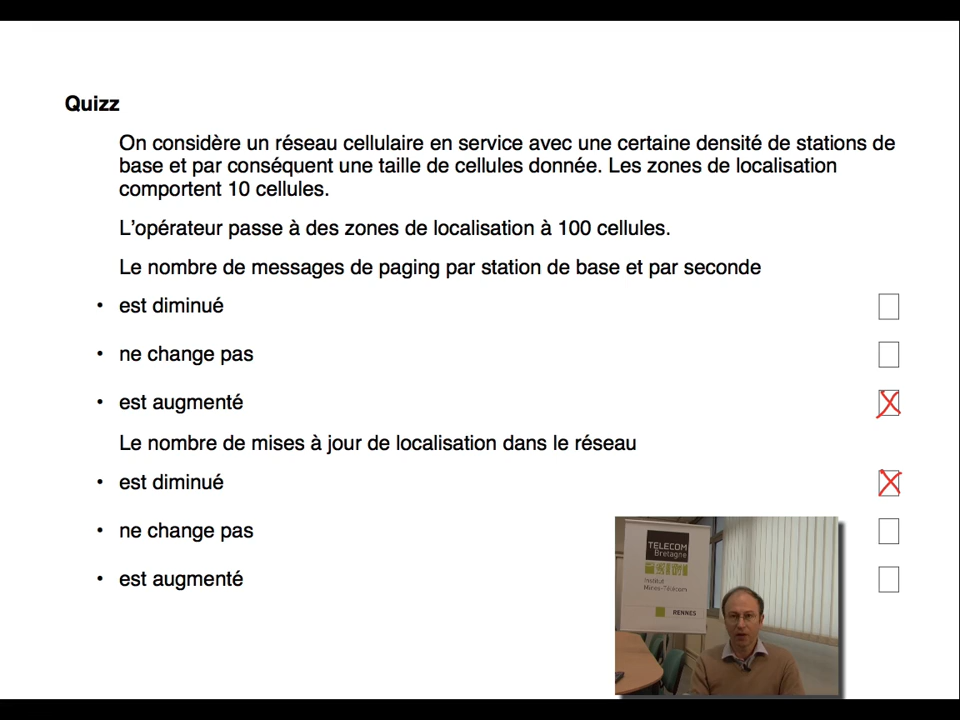 Quizz
On considère un réseau cellulaire en service avec une certaine densité de stations de
base et par conséquent une taille de cellules donnée. Les zones de localisation
comportent 10 cellules.
L’opérateur passe à des zones de localisation à 100 cellules.
Le nombre de messages de paging par station de base et par seconde
• est diminué
• ne change pas
• est augmenté
Le nombre de mises à jour de localisation dans le réseau
• est diminué
• ne change pas
• est augmenté
TELECOM
Bretagne
Institut
Mines-Télécom
RENNES